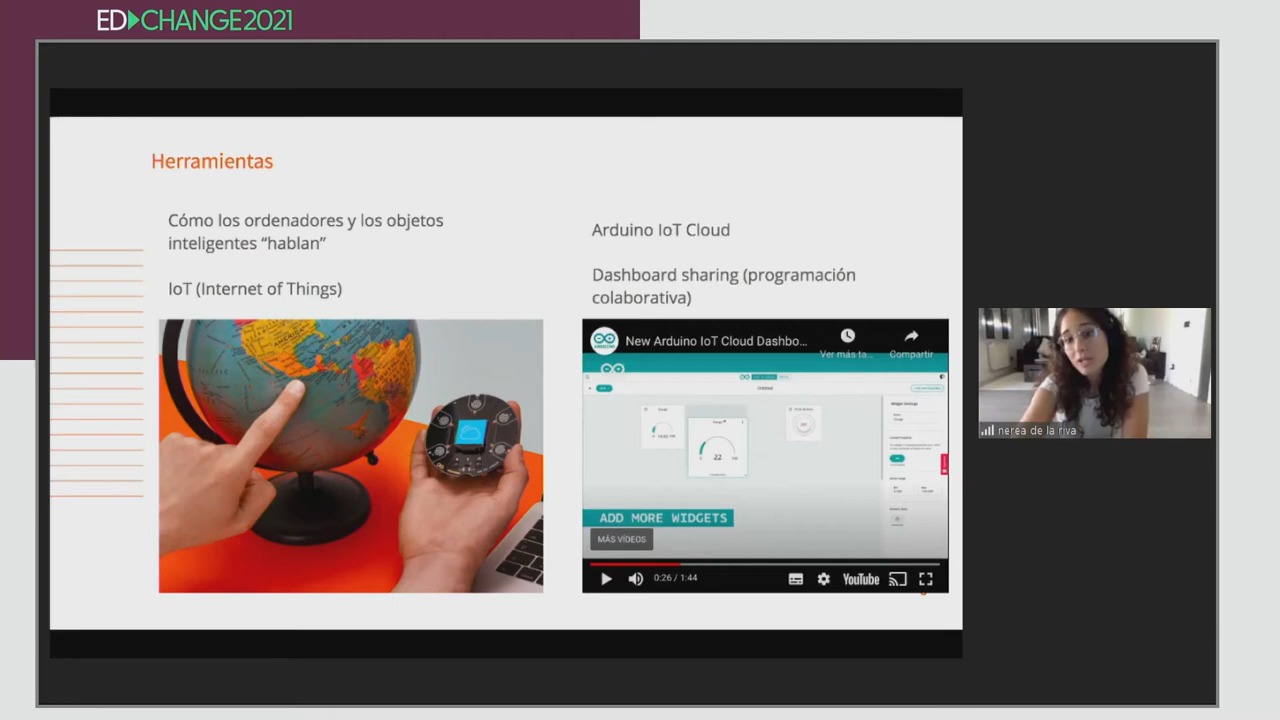 ED CHANGE2021
Herramientas
Cómo los ordenadores y los objetos
inteligentes “hablan”
IoT (Internet of Things)
Arduino IoT Cloud
Dashboard sharing (programación
colaborativa)
New Arduino IoT Cloud Dashbo...
Ver más ta...
Compartir
Untitled
22
ADD MORE WIDGETS
MÁS VÍDEOS
0:26 / 1:44
YouTube
nerea de la riva